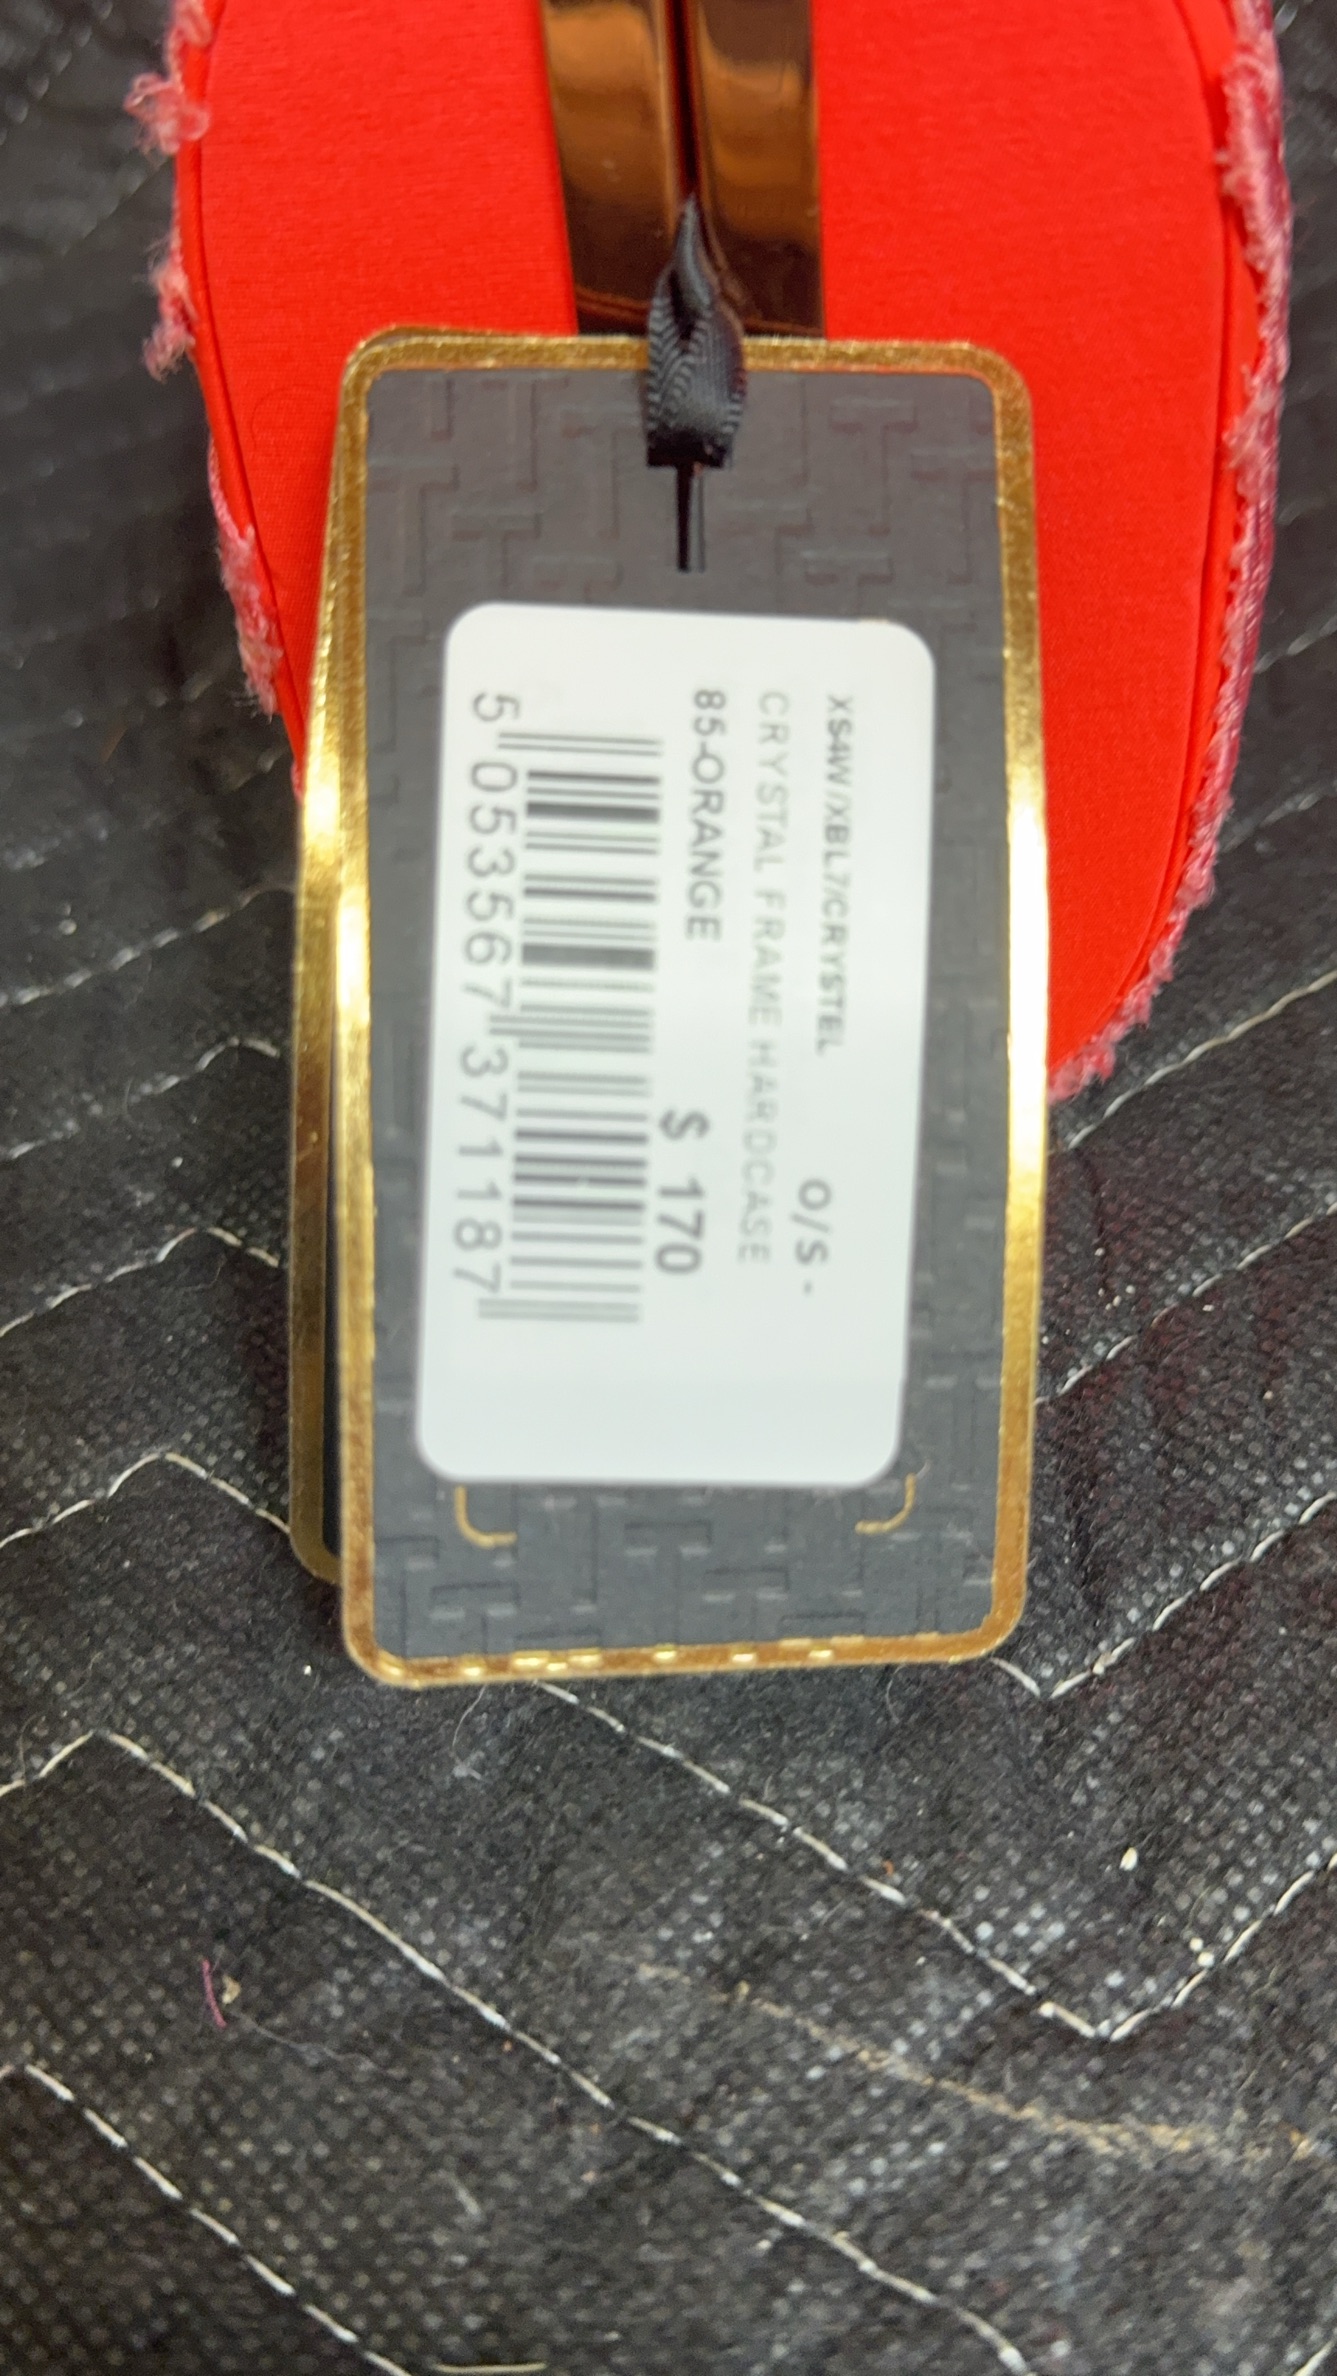 XS4W/XBL7/CRYSTEL O/S -
CRYSTAL FRAME HARDCASE
85-ORANGE
$ 170
5 053567 371187